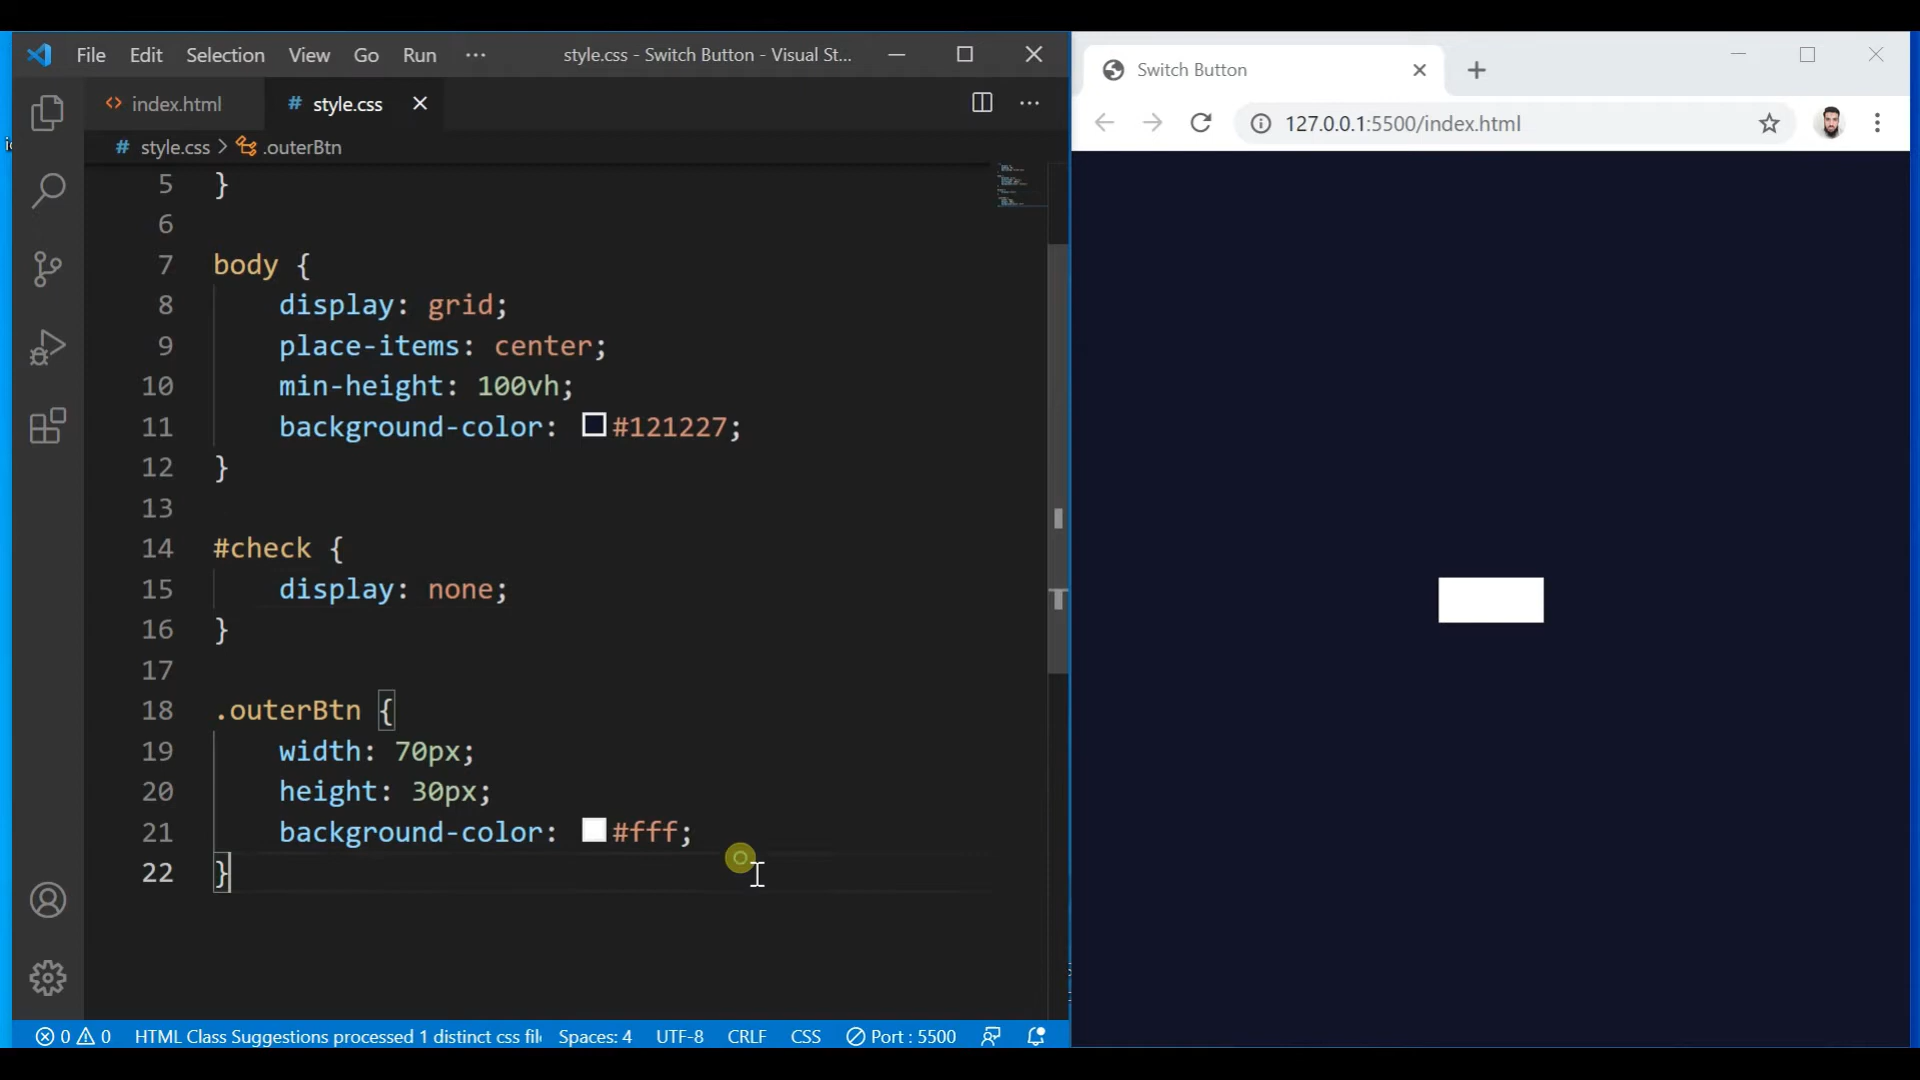 File Edit Selection View Go Run ··· style.css - Switch Button - Visual St...
index.html # style.css
# style.css > .outerBtn
5 }
6
7 body {
8 display: grid;
9 place-items: center;
10 min-height: 100vh;
11 background-color: #121227;
12 }
13
14 #check {
15 display: none;
16 }
17
18 .outerBtn {
19 width: 70px;
20 height: 30px;
21 background-color: #fff;
22 }
0 0 HTML Class Suggestions processed 1 distinct css fil Spaces: 4 UTF-8 CRLF CSS Port : 5500
Switch Button
127.0.0.1:5500/index.html